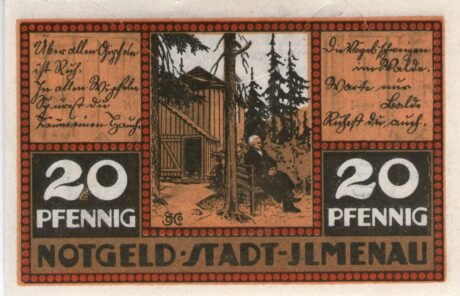 Über allen Gipfeln
ist Ruh,
In allen Wipfeln
Spürest du
Kaum einen Hauch
Die Vögel schweigen
im Walde.
Warte nur
Balde
Ruhest du auch.
20
PFENNIG
20
PFENNIG
NOTGELD·STADT-JLMENAU